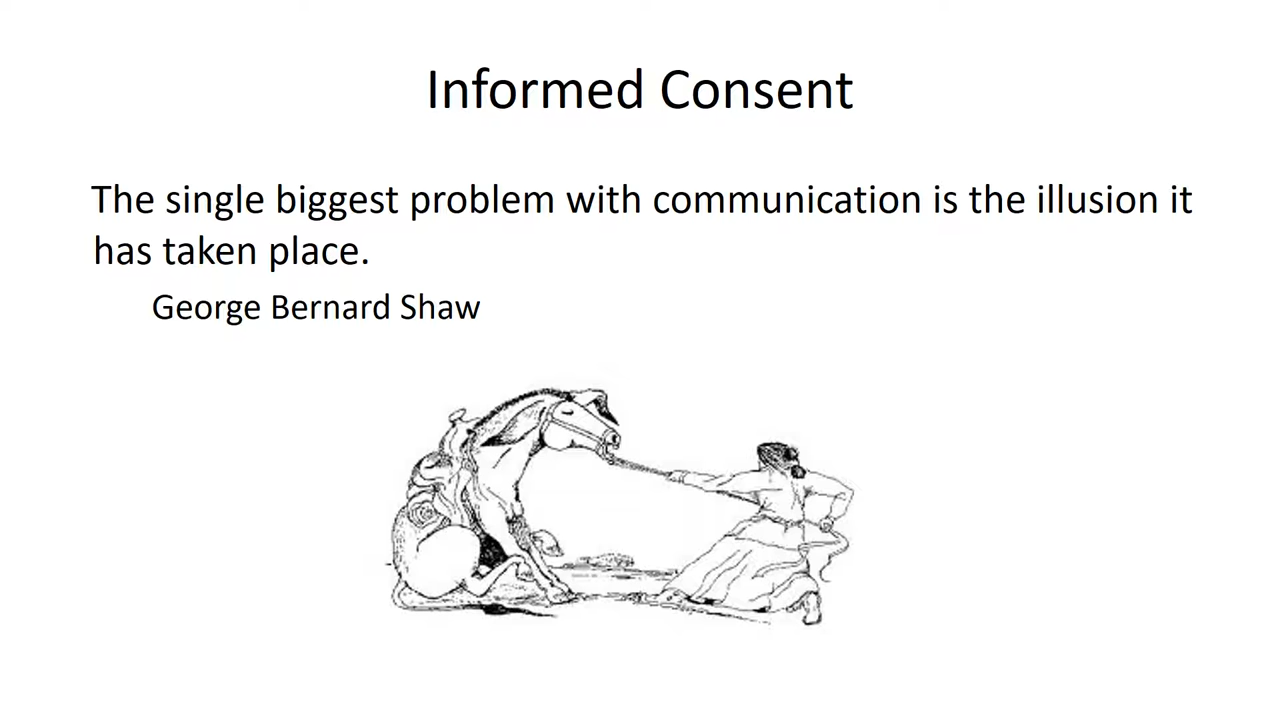 Informed Consent
The single biggest problem with communication is the illusion it
has taken place.
George Bernard Shaw